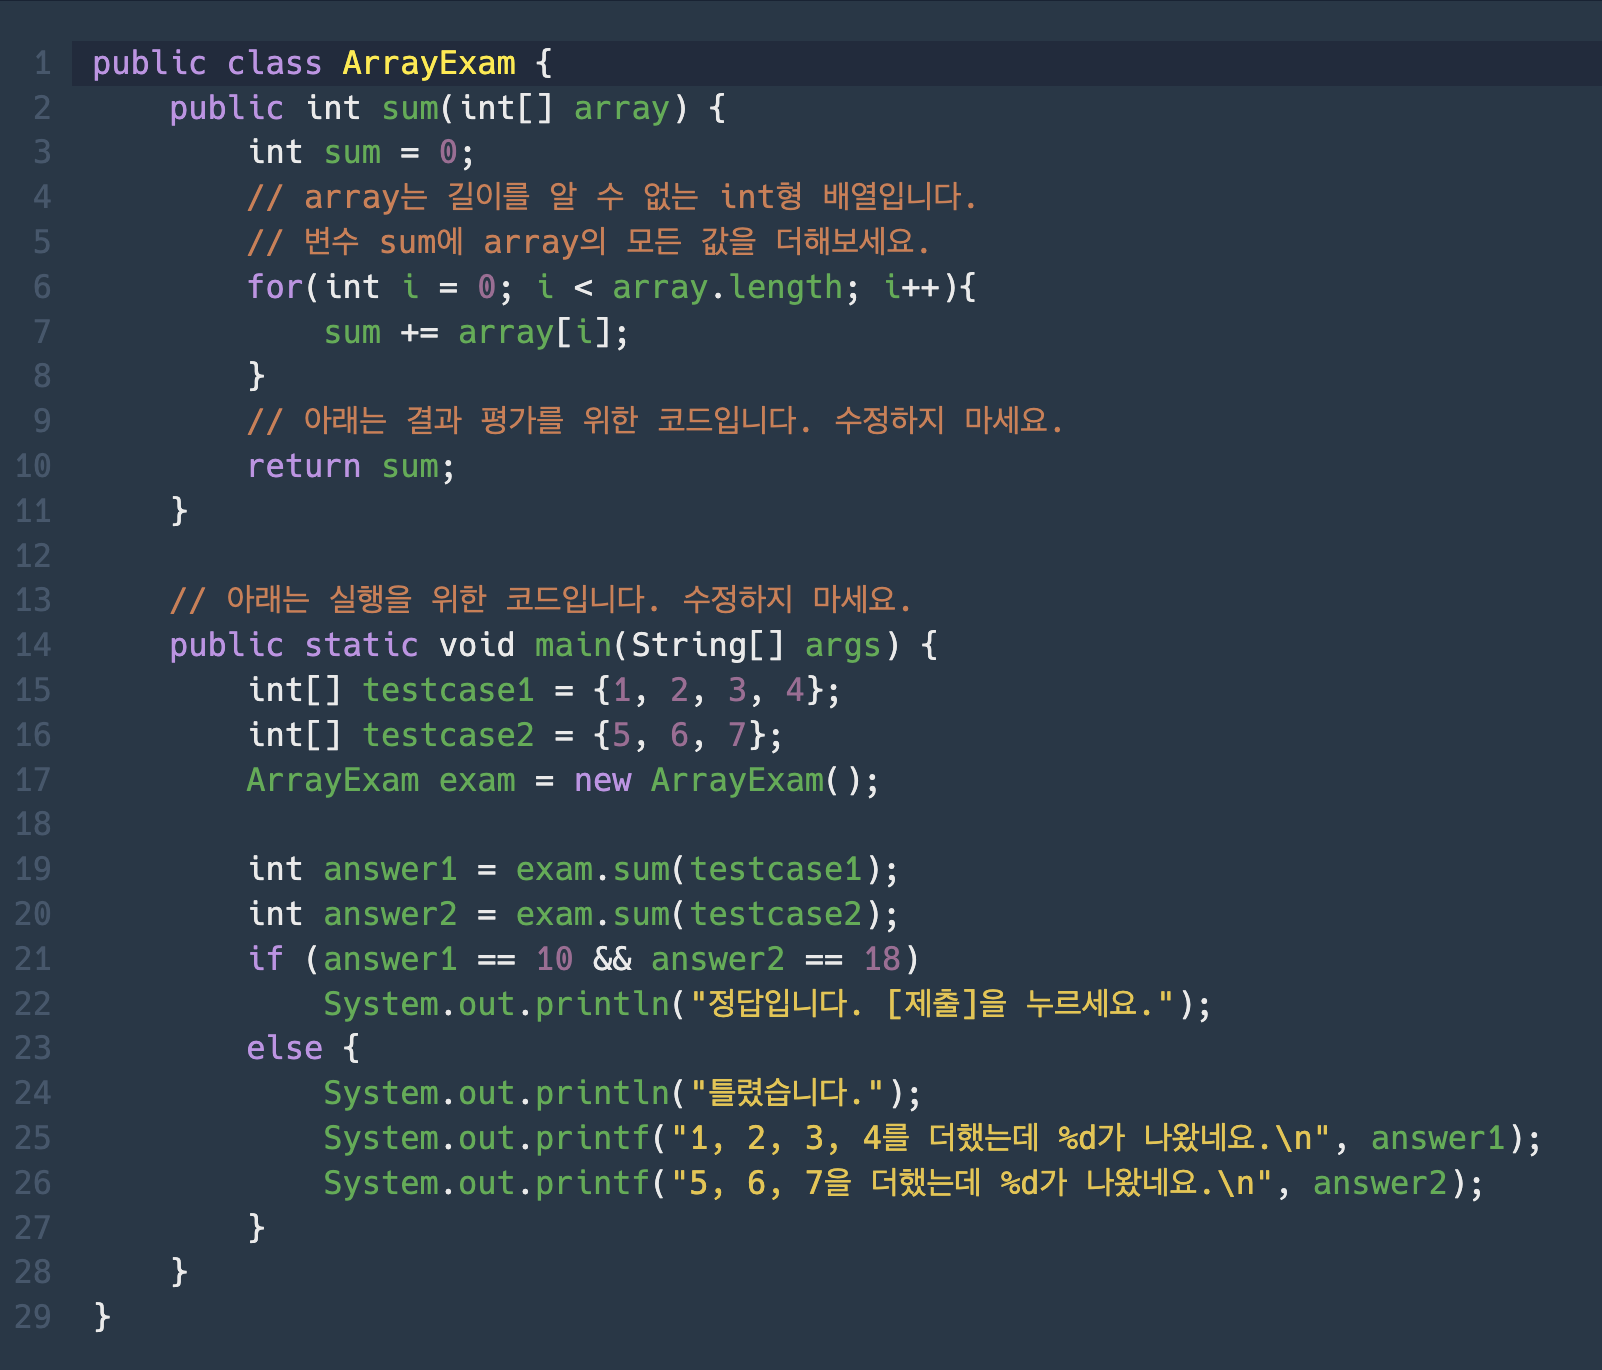 1 public class ArrayExam {
2     public int sum(int[] array) {
3         int sum = 0;
4         // array는 길이를 알 수 없는 int형 배열입니다.
5         // 변수 sum에 array의 모든 값을 더해보세요.
6         for(int i = 0; i < array.length; i++){
7             sum += array[i];
8         }
9         // 아래는 결과 평가를 위한 코드입니다. 수정하지 마세요.
10         return sum;
11     }
12
13     // 아래는 실행을 위한 코드입니다. 수정하지 마세요.
14     public static void main(String[] args) {
15         int[] testcase1 = {1, 2, 3, 4};
16         int[] testcase2 = {5, 6, 7};
17         ArrayExam exam = new ArrayExam();
18
19         int answer1 = exam.sum(testcase1);
20         int answer2 = exam.sum(testcase2);
21         if (answer1 == 10 && answer2 == 18)
22             System.out.println("정답입니다. [제출]을 누르세요.");
23         else {
24             System.out.println("틀렸습니다.");
25             System.out.printf("1, 2, 3, 4를 더했는데 %d가 나왔네요.\n", answer1);
26             System.out.printf("5, 6, 7을 더했는데 %d가 나왔네요.\n", answer2);
27         }
28     }
29 }